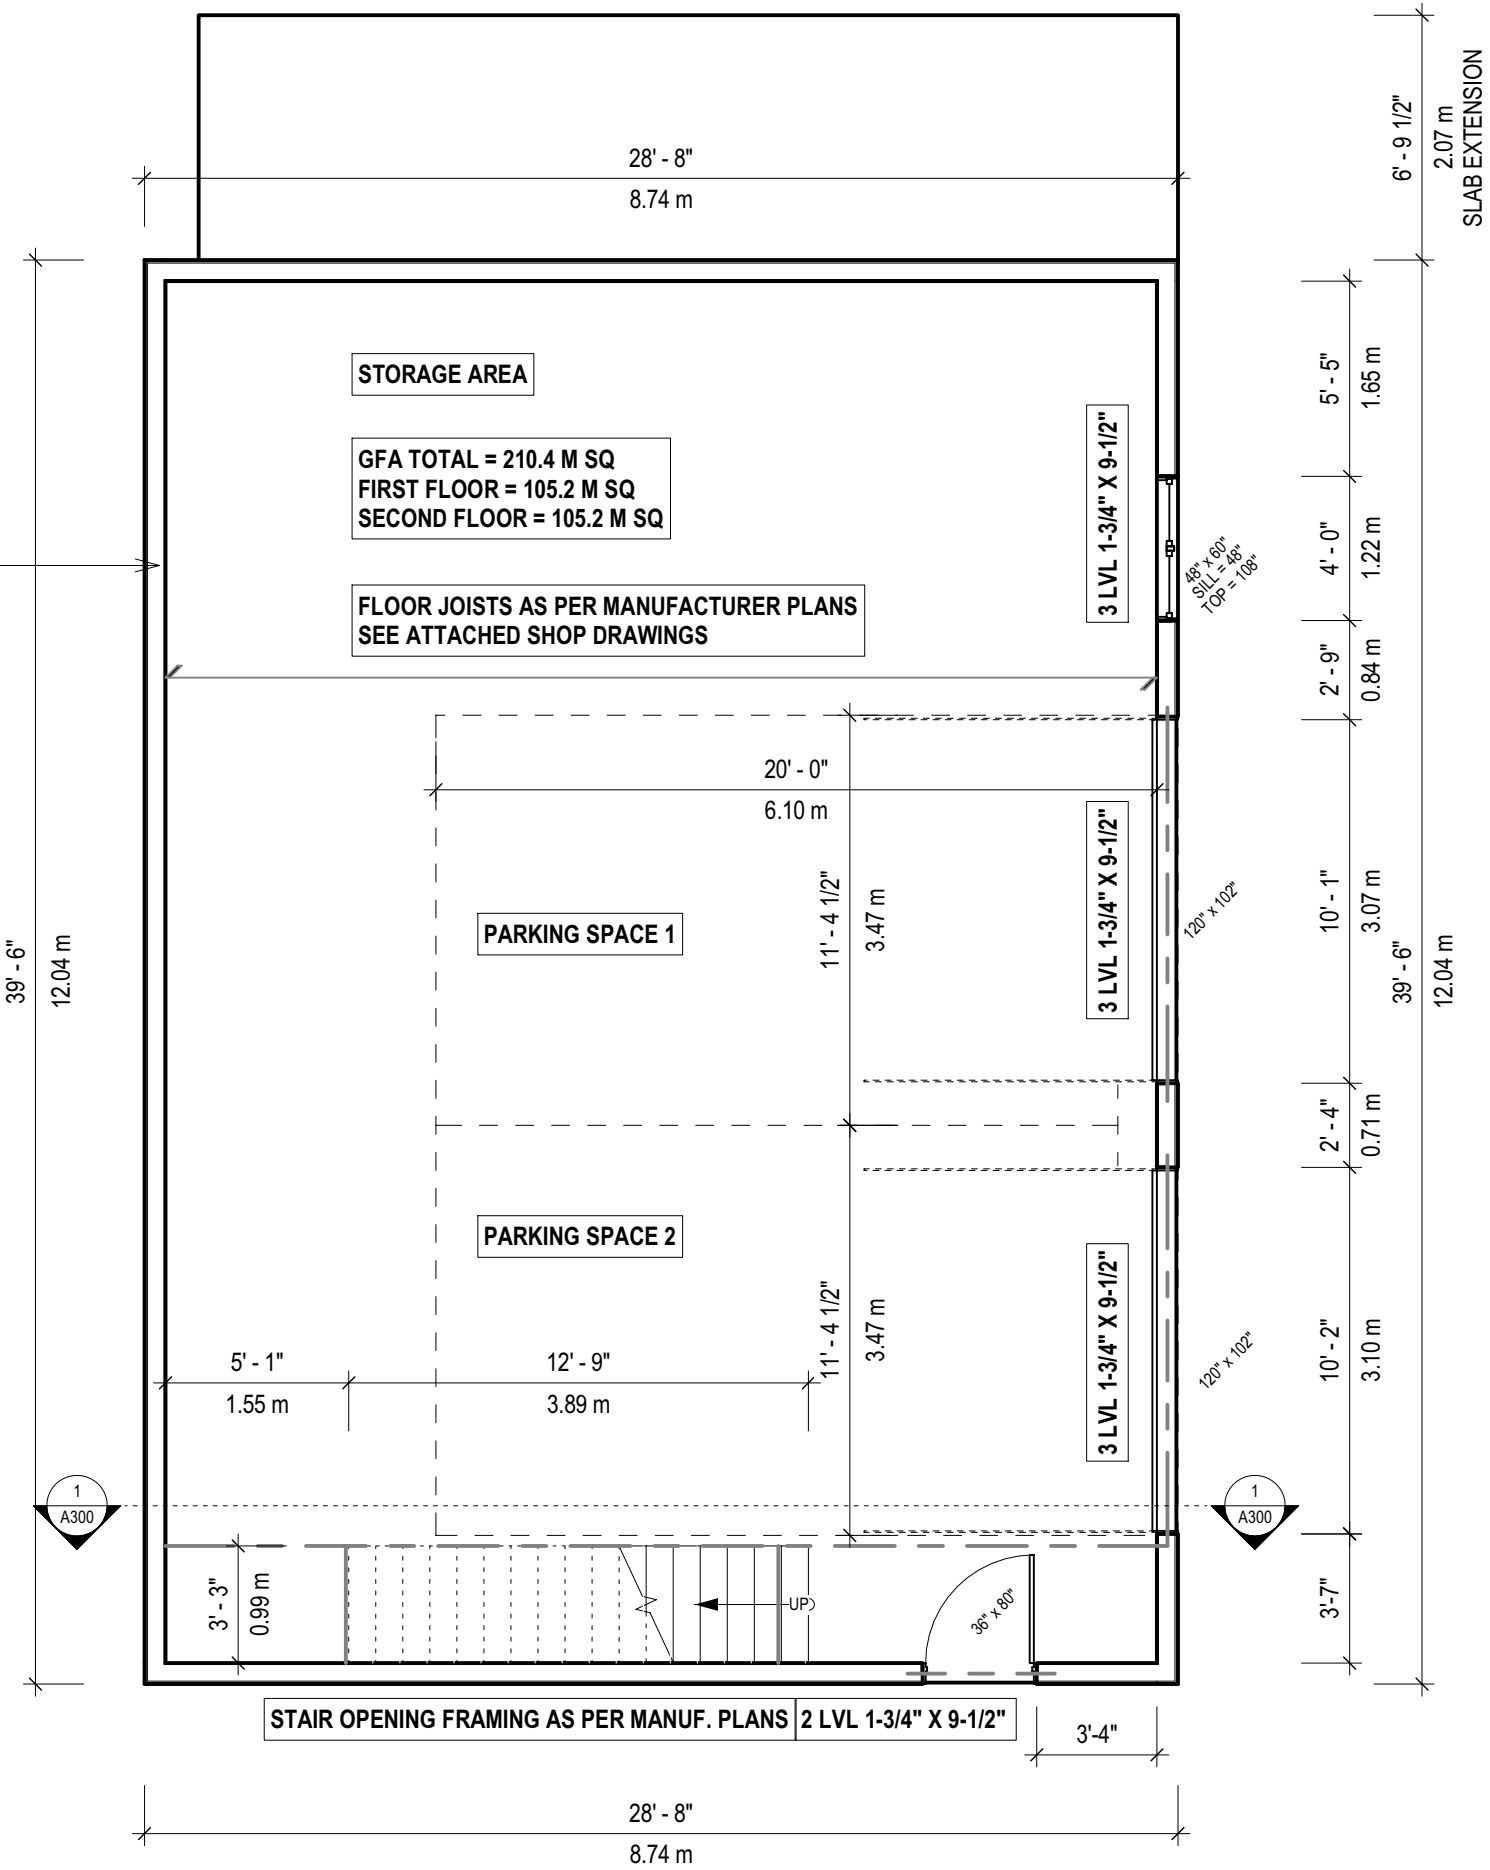 6' - 9 1/2"
2.07 m
SLAB EXTENSION
28' - 8"
8.74 m
STORAGE AREA
GFA TOTAL = 210.4 M SQ
FIRST FLOOR = 105.2 M SQ
SECOND FLOOR = 105.2 M SQ
FLOOR JOISTS AS PER MANUFACTURER PLANS
SEE ATTACHED SHOP DRAWINGS
3 LVL 1-3/4" X 9-1/2"
48" x 60"
SILL = 48"
TOP = 108"
5' - 5"
1.65 m
4' - 0"
1.22 m
2' - 9"
0.84 m
20' - 0"
6.10 m
11' - 4 1/2"
3.47 m
PARKING SPACE 1
3 LVL 1-3/4" X 9-1/2"
120" x 102"
10' - 1"
3.07 m
39' - 6"
12.04 m
39' - 6"
12.04 m
2' - 4"
0.71 m
PARKING SPACE 2
11' - 4 1/2"
3.47 m
3 LVL 1-3/4" X 9-1/2"
120" x 102"
10' - 2"
3.10 m
5' - 1"
1.55 m
12' - 9"
3.89 m
1
A300
1
A300
3' - 3"
0.99 m
UP
36" x 80"
3'-7"
STAIR OPENING FRAMING AS PER MANUF. PLANS
2 LVL 1-3/4" X 9-1/2"
3'-4"
28' - 8"
8.74 m